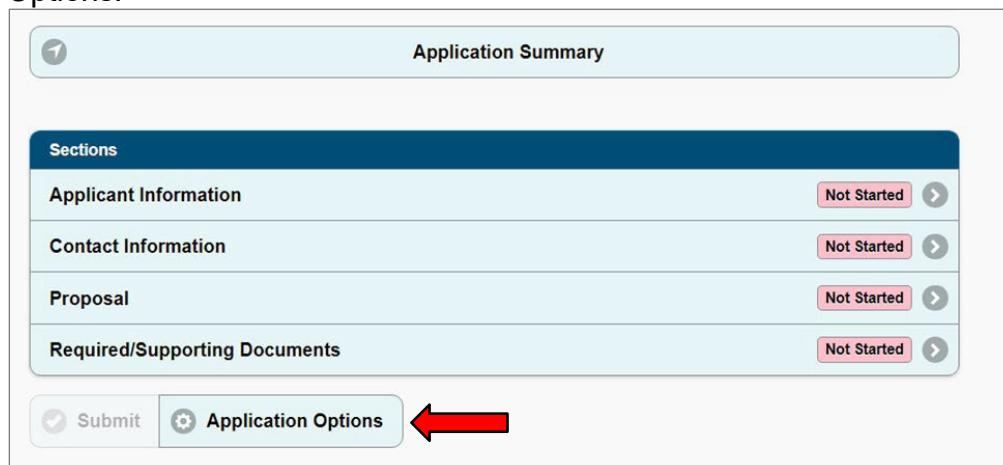 Options.
Application Summary
Sections
Applicant Information Not Started
Contact Information Not Started
Proposal Not Started
Required/Supporting Documents Not Started
Submit Application Options